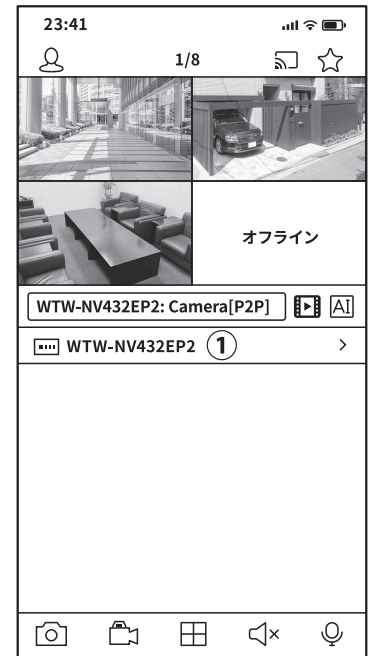 23:41
1/8
オフライン
WTW-NV432EP2: Camera[P2P]
AI
WTW-NV432EP2 ①